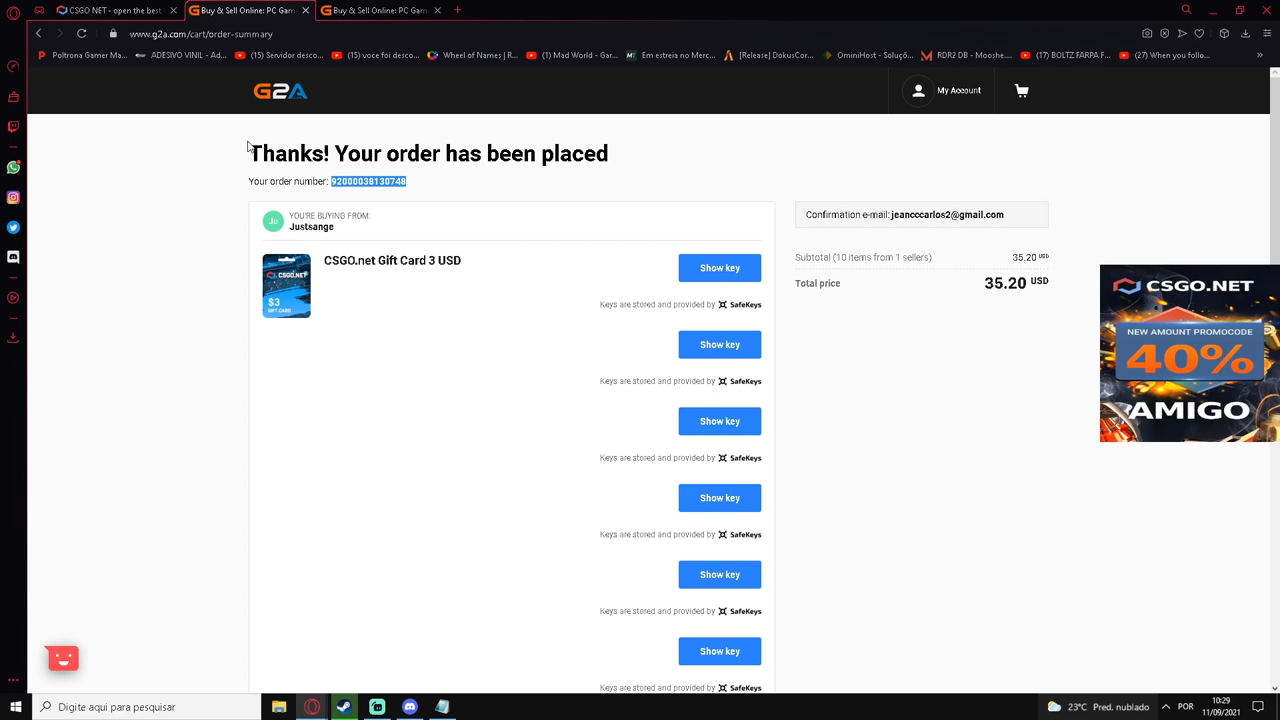 CSGO.NET - open the best
Buy & Sell Online: PC Gam
Buy & Sell Online: PC Gam
www.g2a.com/cart/order-summary
Poltrona Gamer Ma...
ADESIVO VINIL - Ad...
(15) Servidor desco...
(15) voce foi desco...
Wheel of Names | R...
(1) Mad World - Gar...
Em estreia no Merc...
[Release] DokusCor...
OminiHost - Soluçõ...
RDR2 DB - Mooshe...
(17) BOLTZ FARPA F...
(27) When you follo...
G2A
My Account
Thanks! Your order has been placed
Your order number: 92000038130748
Ju
YOU'RE BUYING FROM:
Justsange
Confirmation e-mail: jeancccarlos2@gmail.com
CSGO.net Gift Card 3 USD
Show key
Subtotal (10 items from 1 sellers)
35.20 USD
Total price
35.20 USD
CSGO.NET
$3
GIFT CARD
Keys are stored and provided by SafeKeys
Show key
Keys are stored and provided by SafeKeys
Show key
Keys are stored and provided by SafeKeys
Show key
Keys are stored and provided by SafeKeys
Show key
Keys are stored and provided by SafeKeys
Show key
Keys are stored and provided by SafeKeys
CSGO.NET
NEW AMOUNT PROMOCODE
40%
AMIGO
Digite aqui para pesquisar
23°C Pred. nublado
POR
10:29
11/09/2021